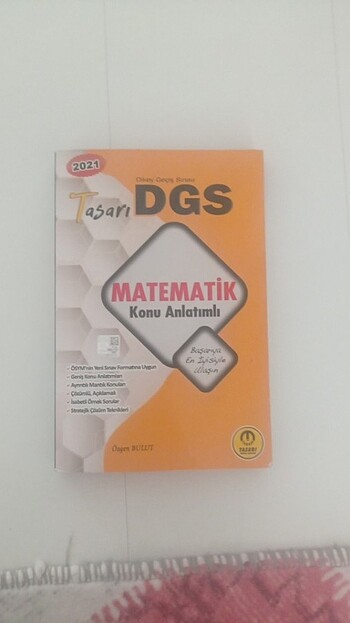 2021
Dikey Geçiş Sınavı
Tasarı DGS
MATEMATİK
Konu Anlatımlı
Başarıya
En İyisiyle
Ulaşın
• ÖSYM'nin Yeni Sınav Formatına Uygun
• Geniş Konu Anlatımları
• Ayrıntılı Mantık Konuları
• Çözümlü, Açıklamalı
• İsabetli Örnek Sorular
• Stratejik Çözüm Teknikleri
Özgen BULUT
TASARI